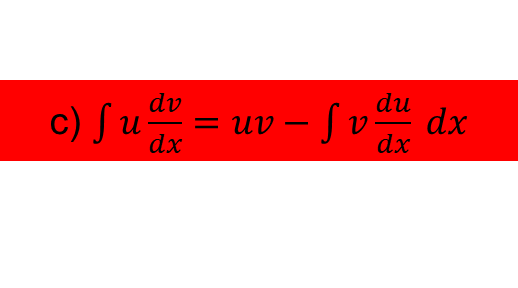 c) ∫ u dv/dx = uv − ∫ v du/dx dx